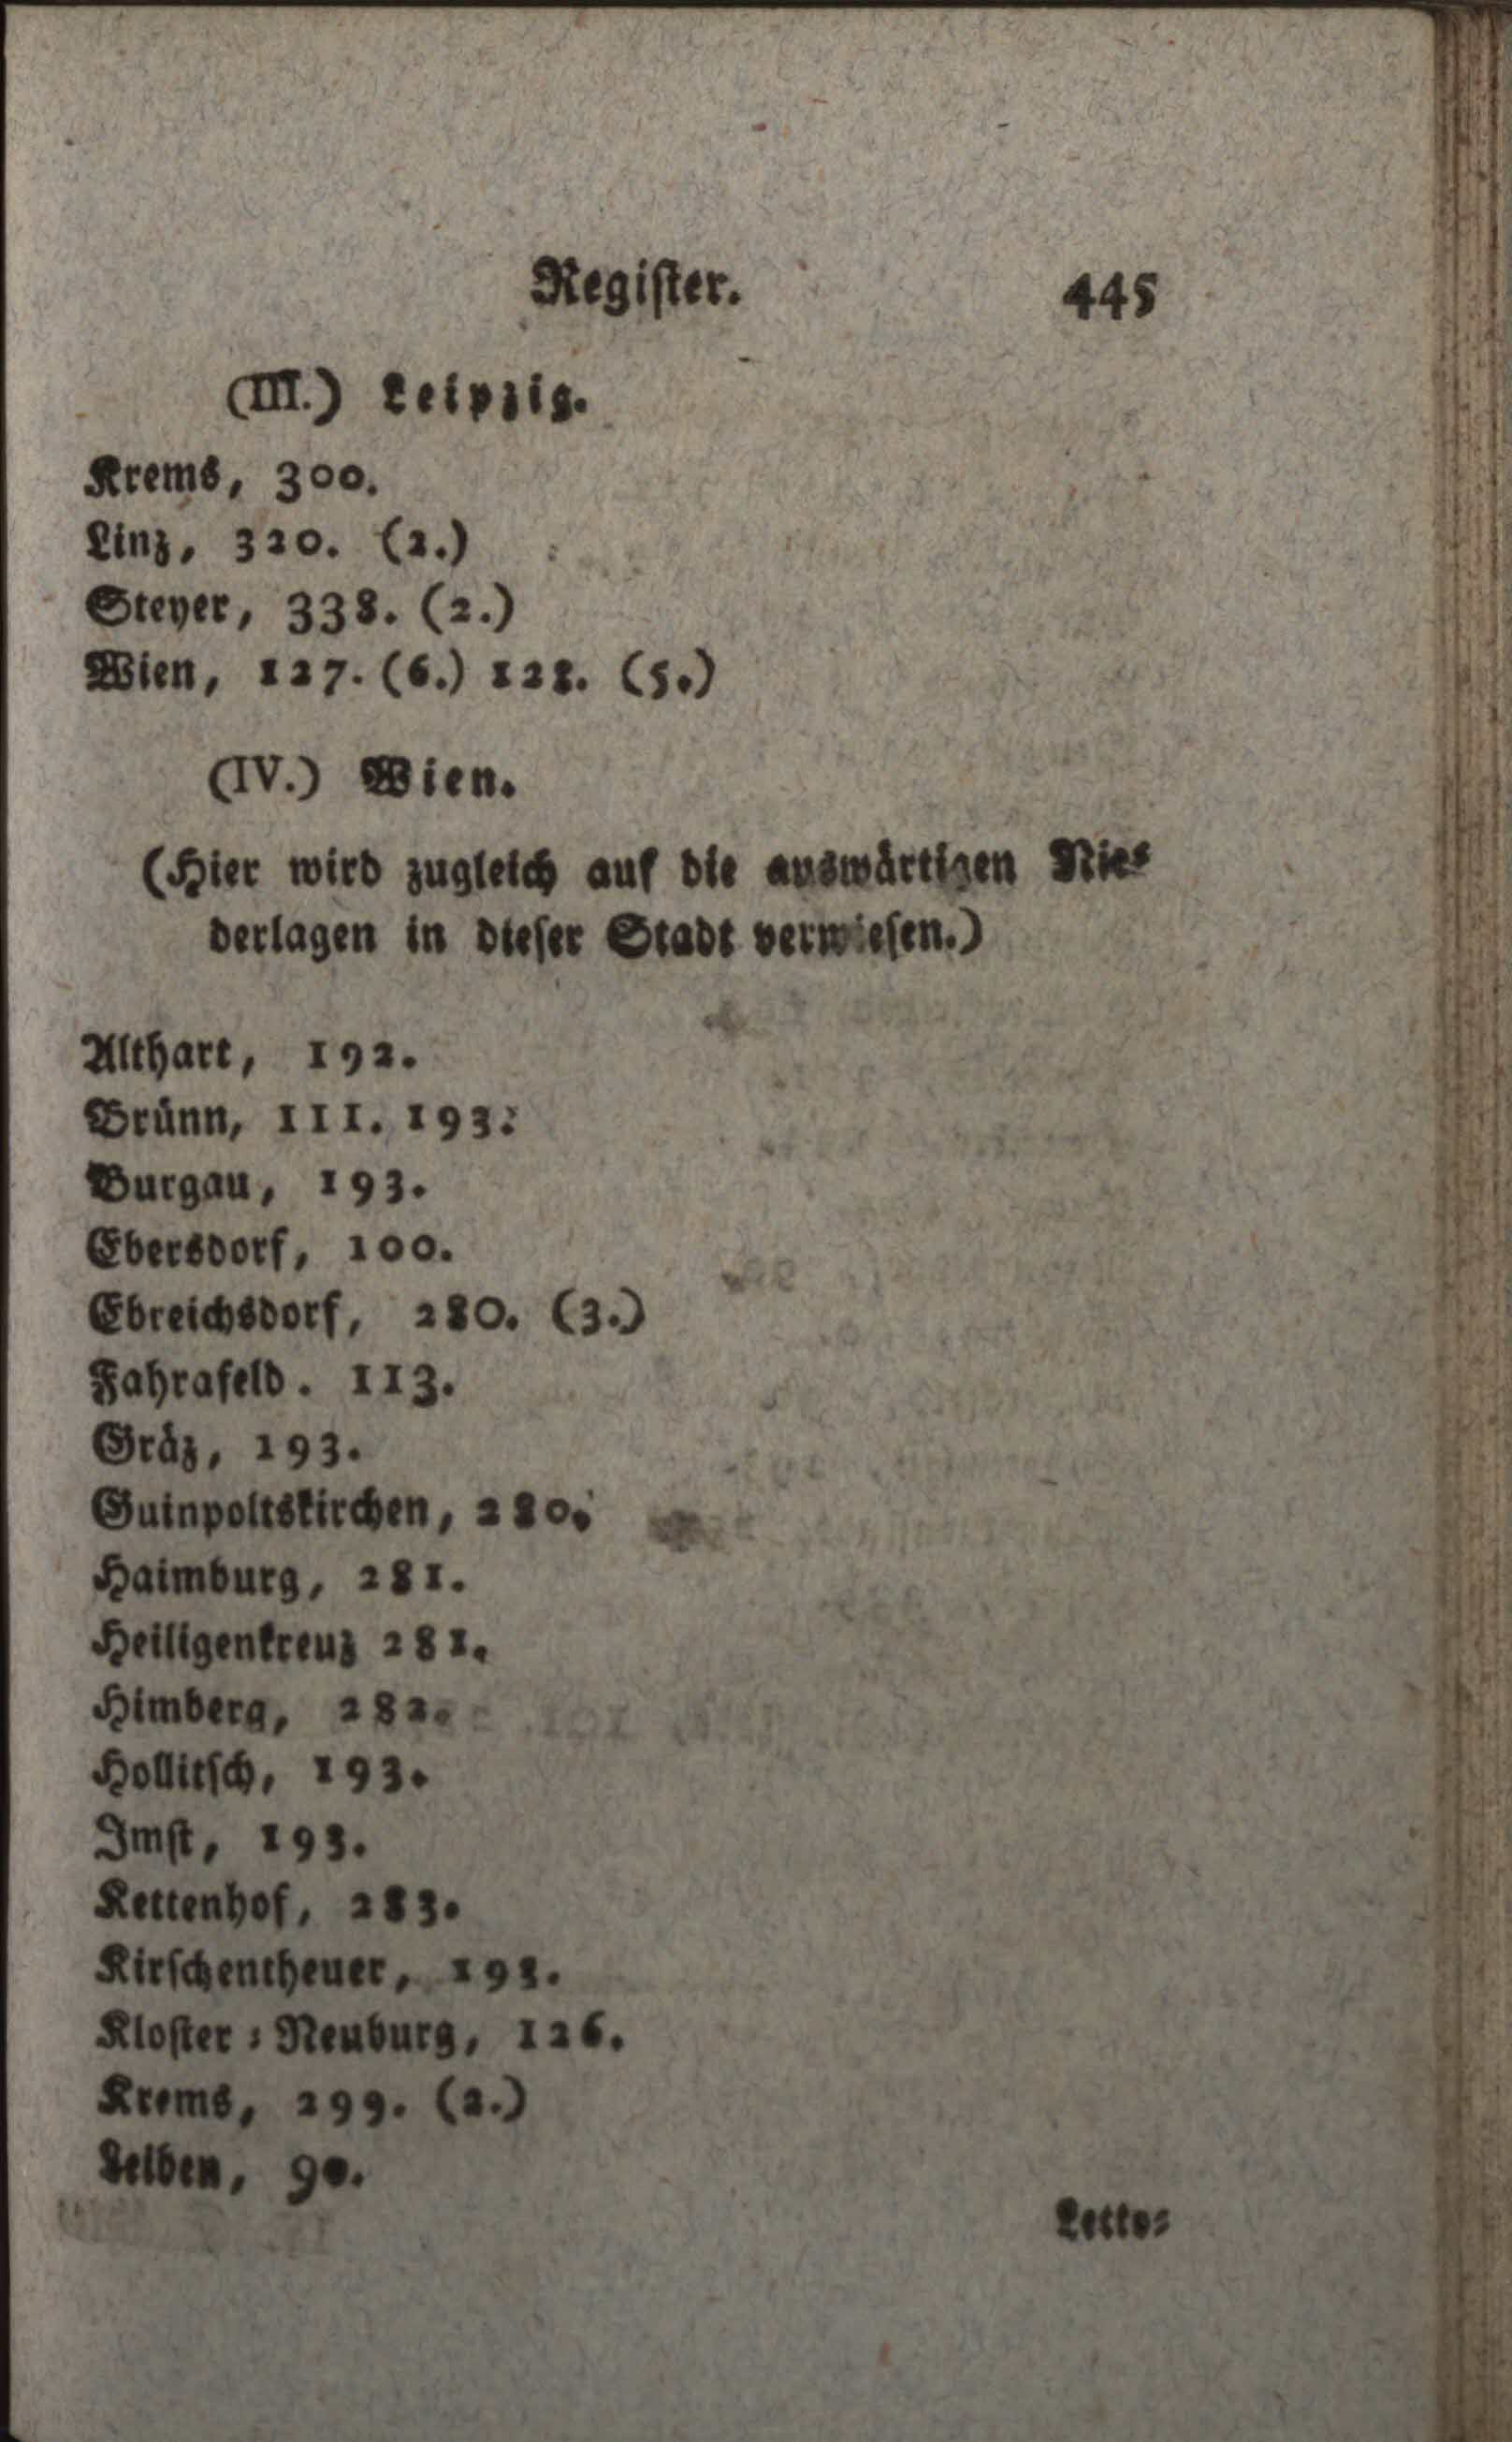 Register. 445
(III.) Leipzig.
Krems, 300.
Linz, 320. (2.)
Steyer, 338. (2.)
Wien, 127. (6.) 128. (5.)
(IV.) Wien.
(Hier wird zugleich auf die auswärtigen Nie⸗
derlagen in dieser Stadt verwiesen.)
Althart, 192.
Brünn, 111. 193.
Burgau, 193.
Ebersdorf, 100.
Ebreichsdorf, 280. (3.)
Fahrafeld. 113.
Gräz, 193.
Guinpoltskirchen, 280.
Haimburg, 281.
Heiligenkreuz 281.
Himberg, 282.
Hollitsch, 193.
Imst, 193.
Kettenhof, 283.
Kirschentheuer, 193.
Kloster⸗Neuburg, 126.
Krems, 299. (2.)
Leiben, 90.
Letto⸗